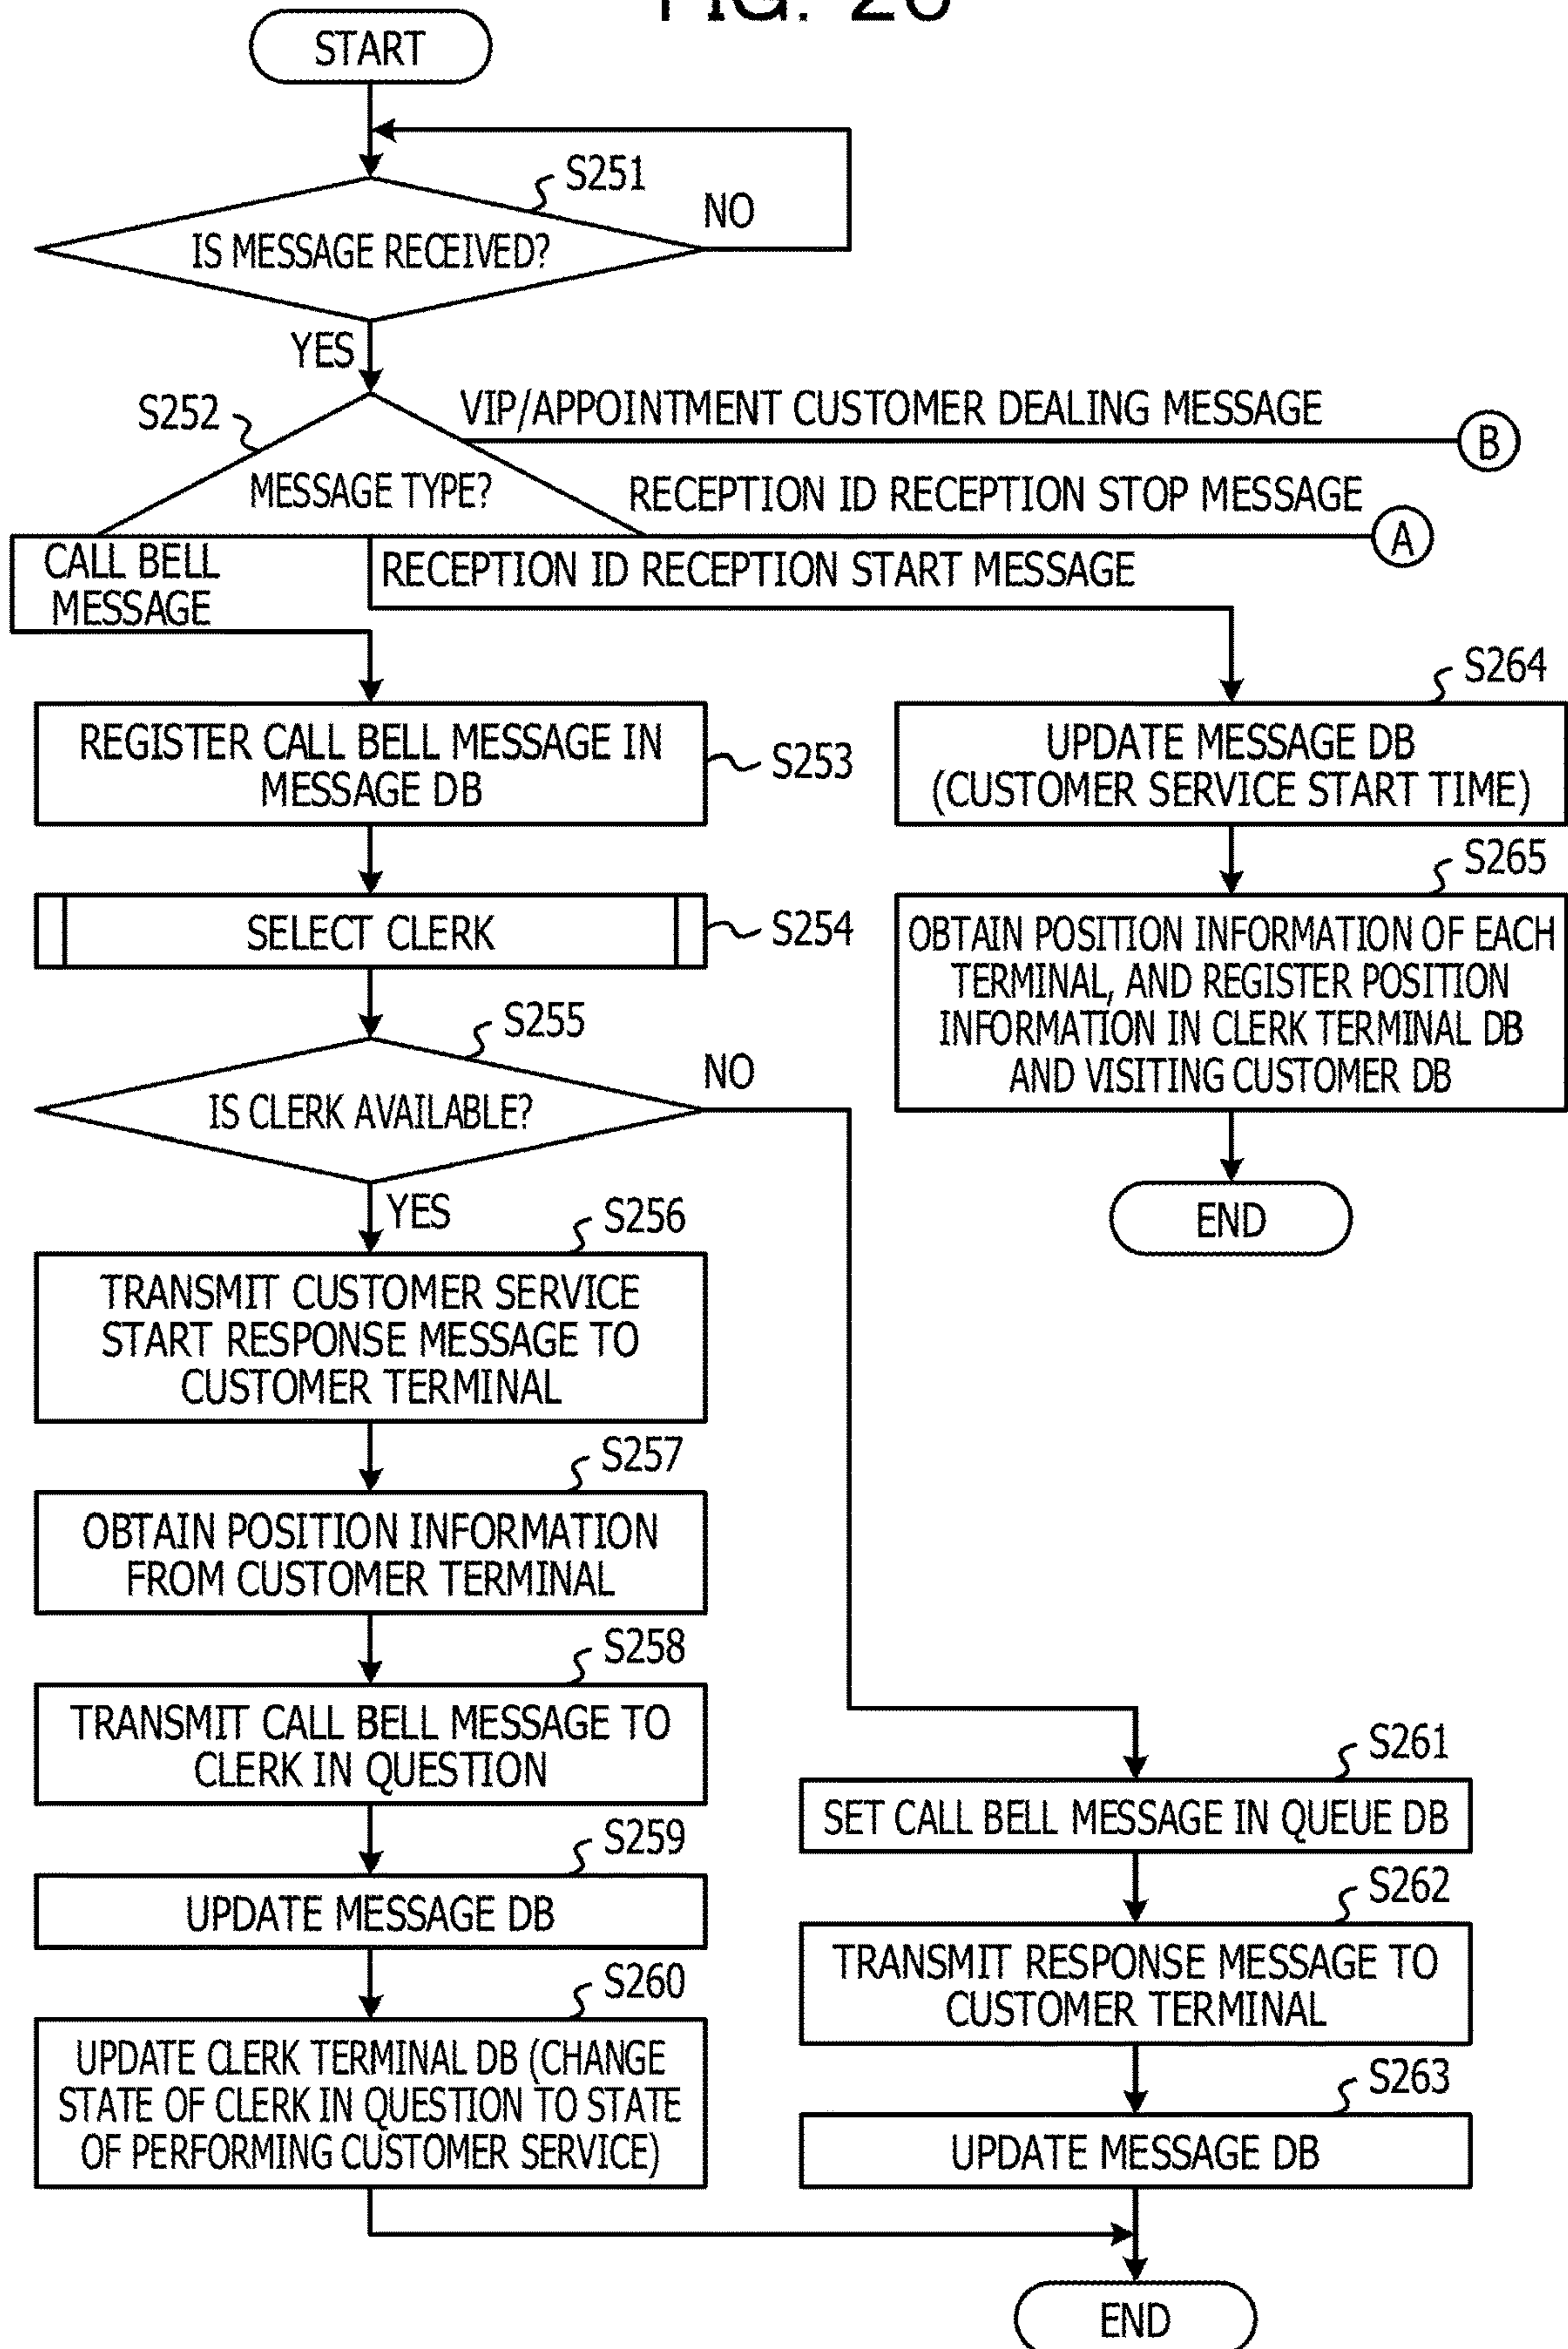 START
S251
NO
IS MESSAGE RECEIVED?
YES
S252
VIP/APPOINTMENT CUSTOMER DEALING MESSAGE
B
MESSAGE TYPE?
RECEPTION ID RECEPTION STOP MESSAGE
A
CALL BELL
MESSAGE
RECEPTION ID RECEPTION START MESSAGE
REGISTER CALL BELL MESSAGE IN
MESSAGE DB
S253
SELECT CLERK
S254
S255
NO
IS CLERK AVAILABLE?
YES
S256
TRANSMIT CUSTOMER SERVICE
START RESPONSE MESSAGE TO
CUSTOMER TERMINAL
S257
OBTAIN POSITION INFORMATION
FROM CUSTOMER TERMINAL
S258
TRANSMIT CALL BELL MESSAGE TO
CLERK IN QUESTION
S259
UPDATE MESSAGE DB
S260
UPDATE CLERK TERMINAL DB (CHANGE
STATE OF CLERK IN QUESTION TO STATE
OF PERFORMING CUSTOMER SERVICE)
S264
UPDATE MESSAGE DB
(CUSTOMER SERVICE START TIME)
S265
OBTAIN POSITION INFORMATION OF EACH
TERMINAL, AND REGISTER POSITION
INFORMATION IN CLERK TERMINAL DB
AND VISITING CUSTOMER DB
END
S261
SET CALL BELL MESSAGE IN QUEUE DB
S262
TRANSMIT RESPONSE MESSAGE TO
CUSTOMER TERMINAL
S263
UPDATE MESSAGE DB
END